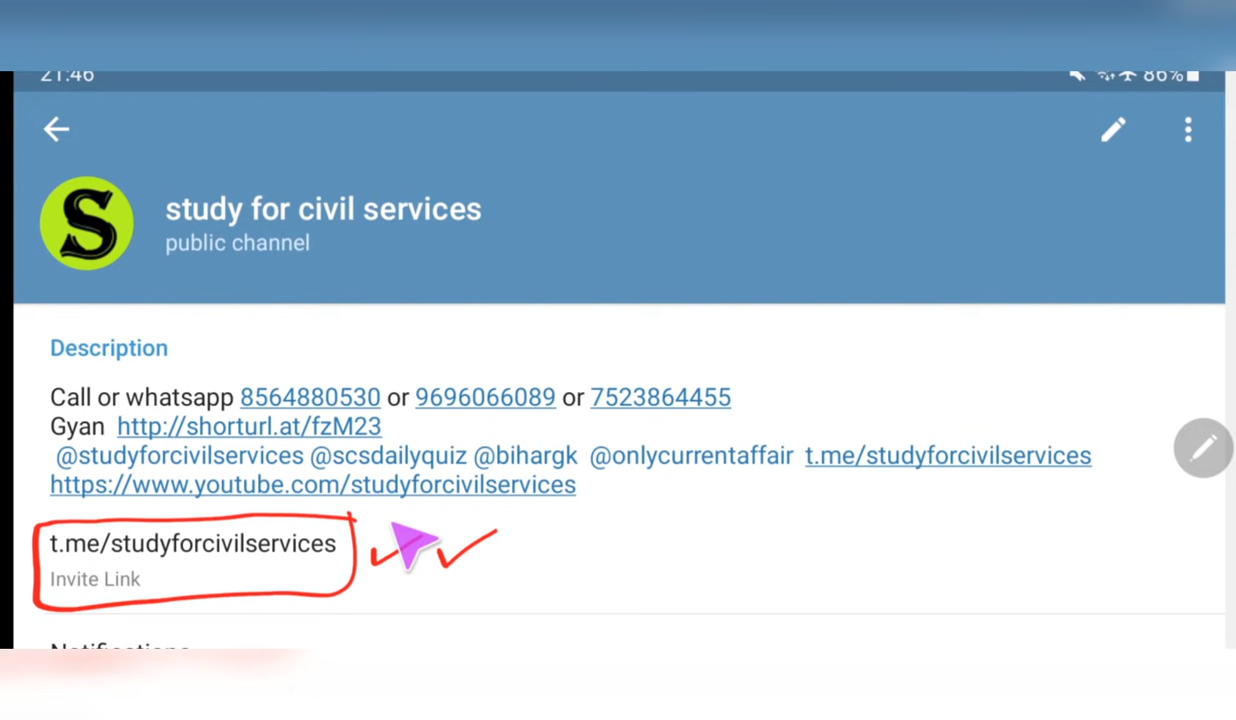 21:46
86%
S
study for civil services
public channel
Description
Call or whatsapp 8564880530 or 9696066089 or 7523864455
Gyan http://shorturl.at/fzM23
@studyforcivilservices @scsdailyquiz @bihargk @onlycurrentaffair t.me/studyforcivilservices
https://www.youtube.com/studyforcivilservices
t.me/studyforcivilservices
Invite Link
Notifications